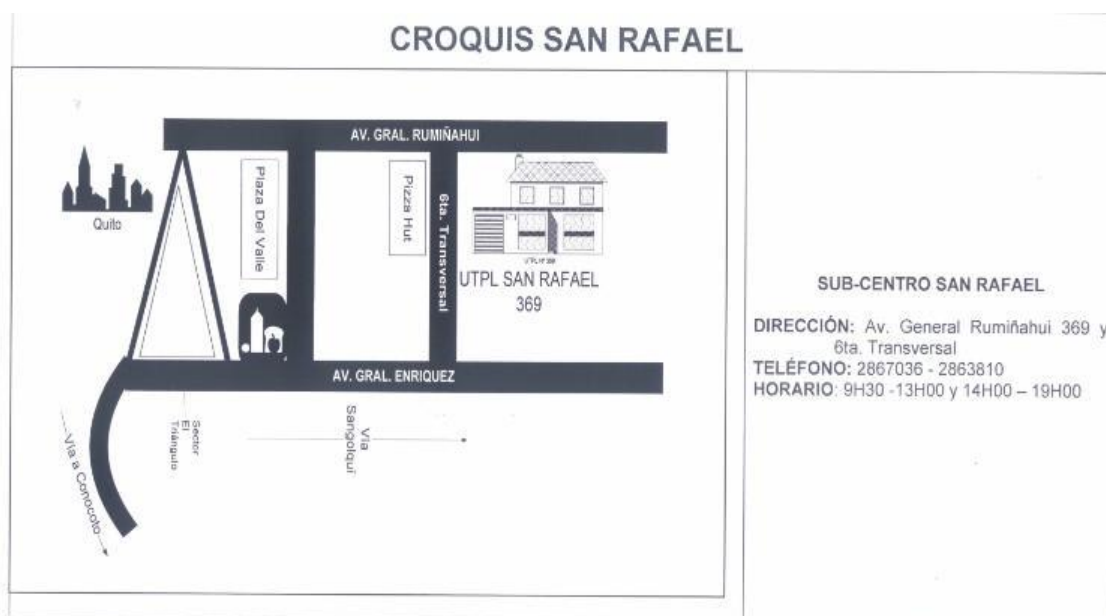 CROQUIS SAN RAFAEL
AV. GRAL. RUMIÑAHUI
Quito
Plaza Del Valle
Pizza Hut
6ta. Transversal
UTPL N° 369
UTPL SAN RAFAEL
369
AV. GRAL. ENRIQUEZ
Vía a Conocoto
Sector
El
Triángulo
Vía
Sangolquí
SUB-CENTRO SAN RAFAEL
DIRECCIÓN: Av. General Rumiñahui 369 y
6ta. Transversal
TELÉFONO: 2867036 - 2863810
HORARIO: 9H30 -13H00 y 14H00 – 19H00